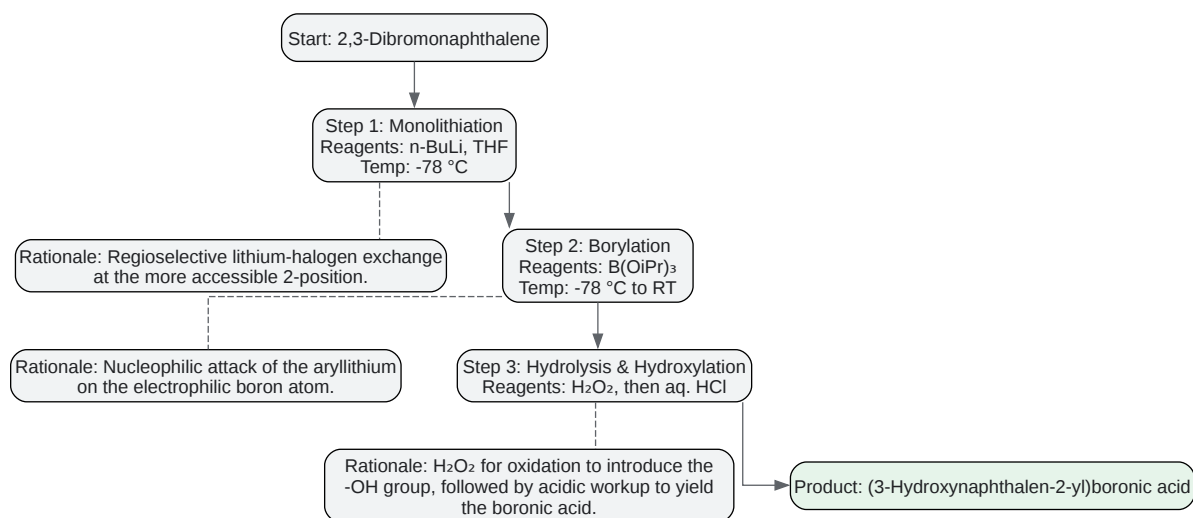 Start: 2,3-Dibromonaphthalene
Step 1: Monolithiation
Reagents: n-BuLi, THF
Temp: -78 °C
Rationale: Regioselective lithium-halogen exchange
at the more accessible 2-position.
Step 2: Borylation
Reagents: B(OiPr)₃
Temp: -78 °C to RT
Rationale: Nucleophilic attack of the aryllithium
on the electrophilic boron atom.
Step 3: Hydrolysis & Hydroxylation
Reagents: H₂O₂, then aq. HCl
Rationale: H₂O₂ for oxidation to introduce the
-OH group, followed by acidic workup to yield
the boronic acid.
Product: (3-Hydroxynaphthalen-2-yl)boronic acid